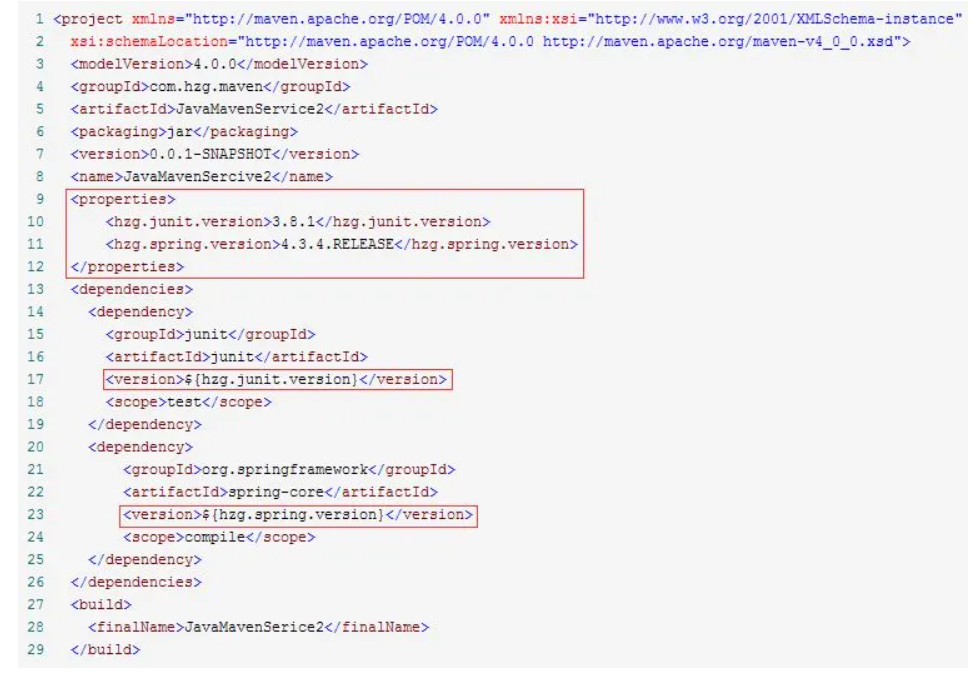 1 <project xmlns="http://maven.apache.org/POM/4.0.0" xmlns:xsi="http://www.w3.org/2001/XMLSchema-instance"
2 xsi:schemaLocation="http://maven.apache.org/POM/4.0.0 http://maven.apache.org/maven-v4_0_0.xsd">
3 <modelVersion>4.0.0</modelVersion>
4 <groupId>com.hzg.maven</groupId>
5 <artifactId>JavaMavenService2</artifactId>
6 <packaging>jar</packaging>
7 <version>0.0.1-SNAPSHOT</version>
8 <name>JavaMavenSercive2</name>
9 <properties>
10 <hzg.junit.version>3.8.1</hzg.junit.version>
11 <hzg.spring.version>4.3.4.RELEASE</hzg.spring.version>
12 </properties>
13 <dependencies>
14 <dependency>
15 <groupId>junit</groupId>
16 <artifactId>junit</artifactId>
17 <version>${hzg.junit.version}</version>
18 <scope>test</scope>
19 </dependency>
20 <dependency>
21 <groupId>org.springframework</groupId>
22 <artifactId>spring-core</artifactId>
23 <version>${hzg.spring.version}</version>
24 <scope>compile</scope>
25 </dependency>
26 </dependencies>
27 <build>
28 <finalName>JavaMavenSerice2</finalName>
29 </build>